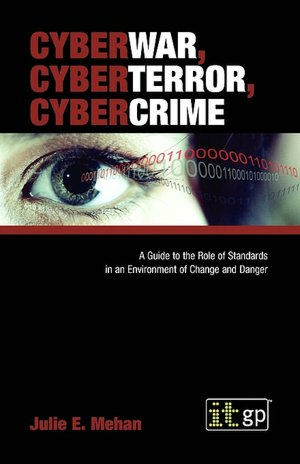 CYBERWAR,
CYBERTERROR,
CYBERCRIME
A Guide to the Role of Standards
in an Environment of Change and Danger
Julie E. Mehan
it gp